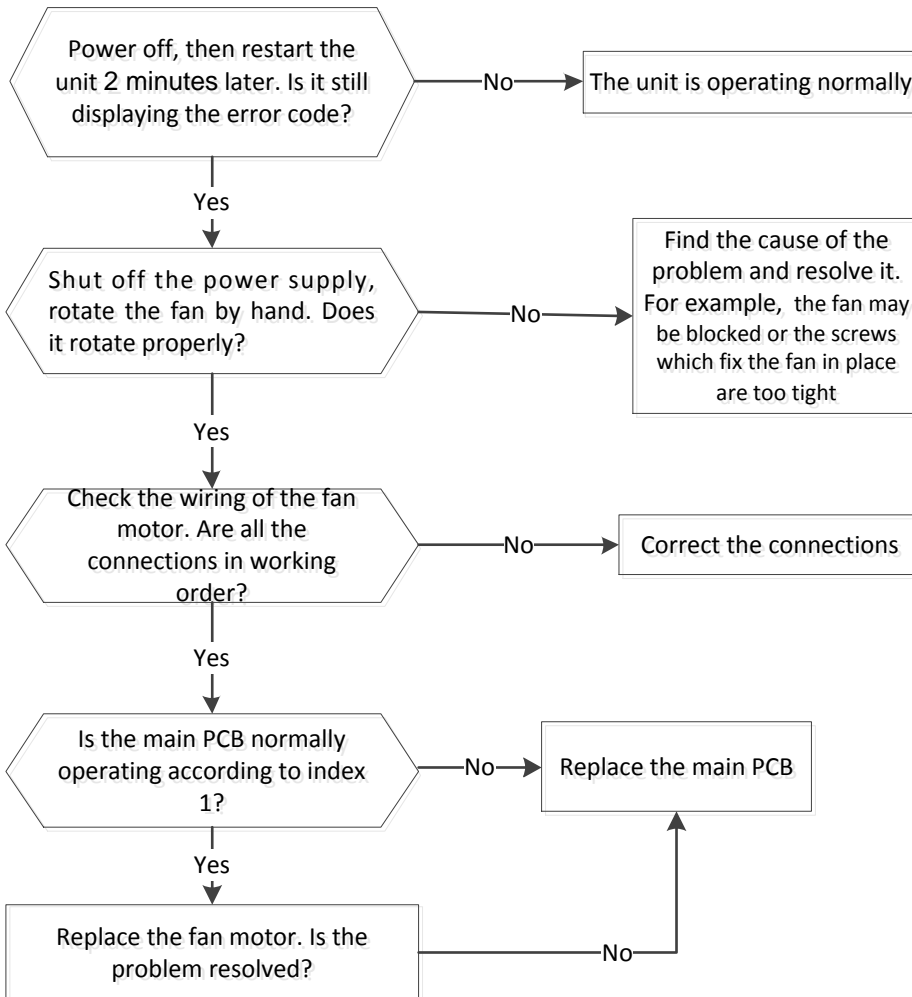 Power off, then restart the
unit 2 minutes later. Is it still
displaying the error code?
No
The unit is operating normally
Yes
Shut off the power supply,
rotate the fan by hand. Does
it rotate properly?
No
Find the cause of the
problem and resolve it.
For example, the fan may
be blocked or the screws
which fix the fan in place
are too tight
Yes
Check the wiring of the fan
motor. Are all the
connections in working
order?
No
Correct the connections
Yes
Is the main PCB normally
operating according to index
1?
No
Replace the main PCB
Yes
Replace the fan motor. Is the
problem resolved?
No